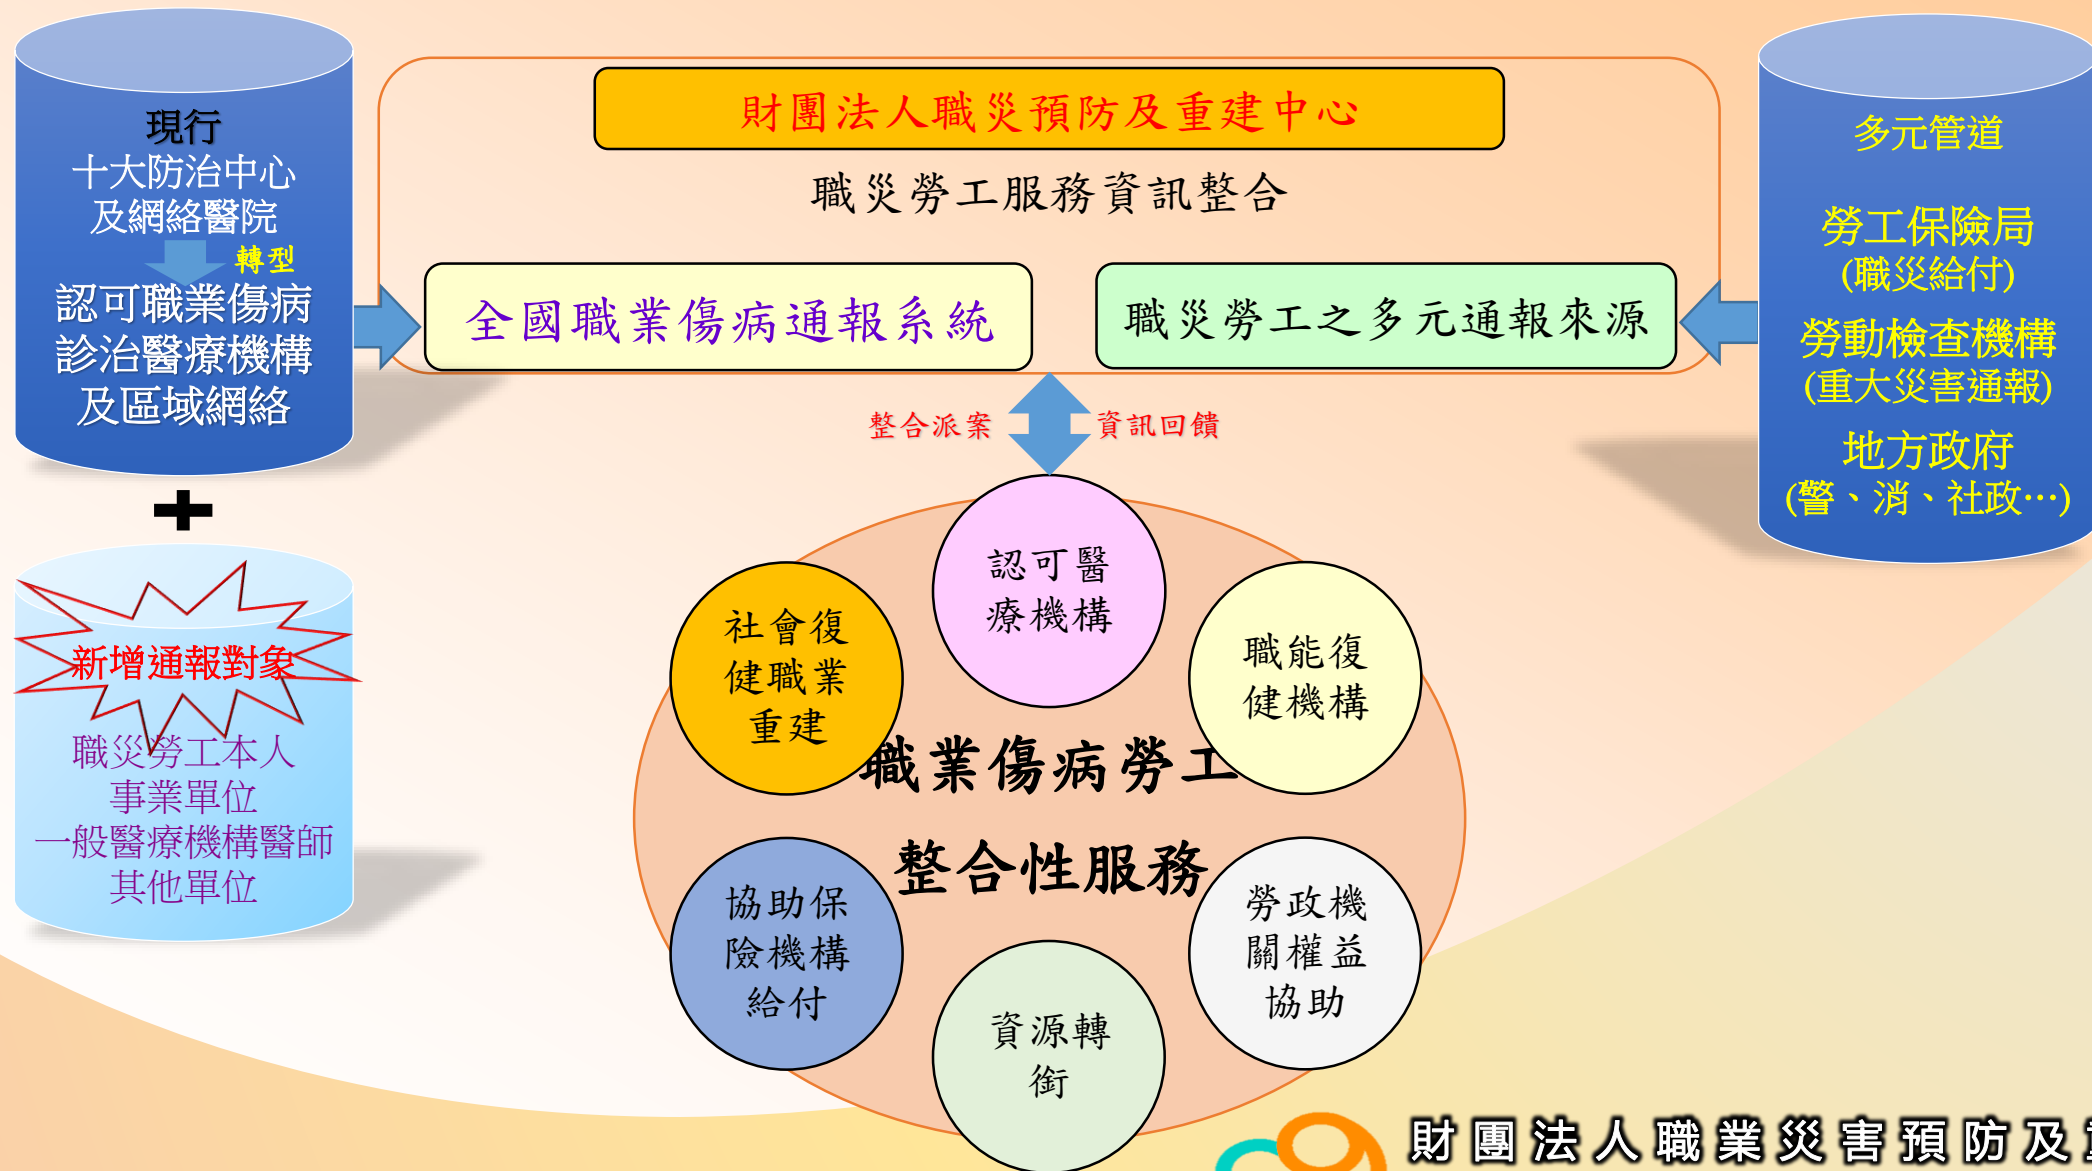 現行
十大防治中心
及網絡醫院
轉型
認可職業傷病
診治醫療機構
及區域網絡
新增通報對象
職災勞工本人
事業單位
一般醫療機構醫師
其他單位
財團法人職災預防及重建中心
職災勞工服務資訊整合
全國職業傷病通報系統
職災勞工之多元通報來源
整合派案
資訊回饋
多元管道
勞工保險局
(職災給付)
勞動檢查機構
(重大災害通報)
地方政府
(警、消、社政…)
認可醫
療機構
社會復
健職業
重建
職能復
健機構
職業傷病勞工
整合性服務
協助保
險機構
給付
勞政機
關權益
協助
資源轉
銜
財團法人職業災害預防及